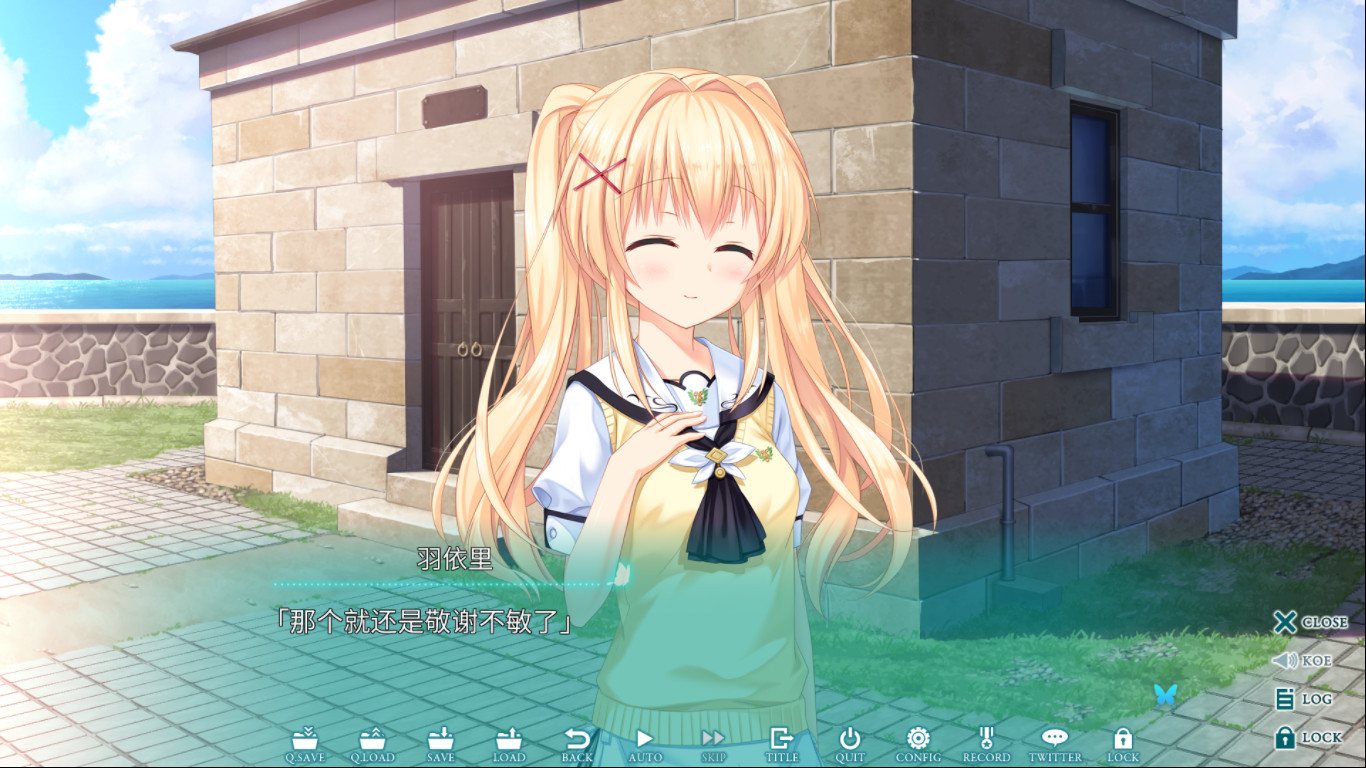 羽依里
「那个就还是敬谢不敏了」
CLOSE
KOE
LOG
LOCK
Q.SAVE Q.LOAD SAVE LOAD BACK AUTO SKIP TITLE QUIT CONFIG RECORD TWITTER LOCK